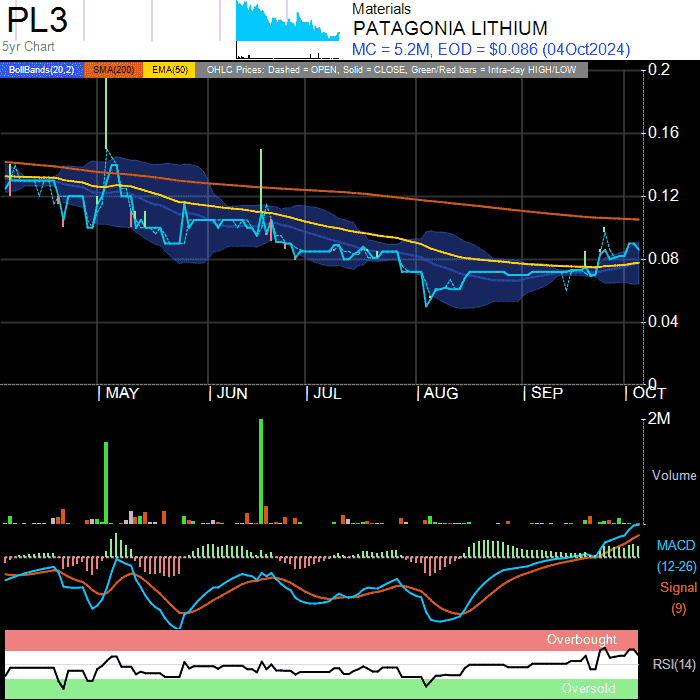 PL3
5yr Chart
Materials
PATAGONIA LITHIUM
MC = 5.2M, EOD = $0.086 (04Oct2024)
BollBands(20,2) SMA(200) EMA(50) OHLC Prices: Dashed = OPEN, Solid = CLOSE, Green/Red bars = Intra-day HIGH/LOW
0.2
0.16
0.12
0.08
0.04
0
MAY JUN JUL AUG SEP OCT
2M
Volume
MACD
(12-26)
Signal
(9)
Overbought
RSI(14)
Oversold